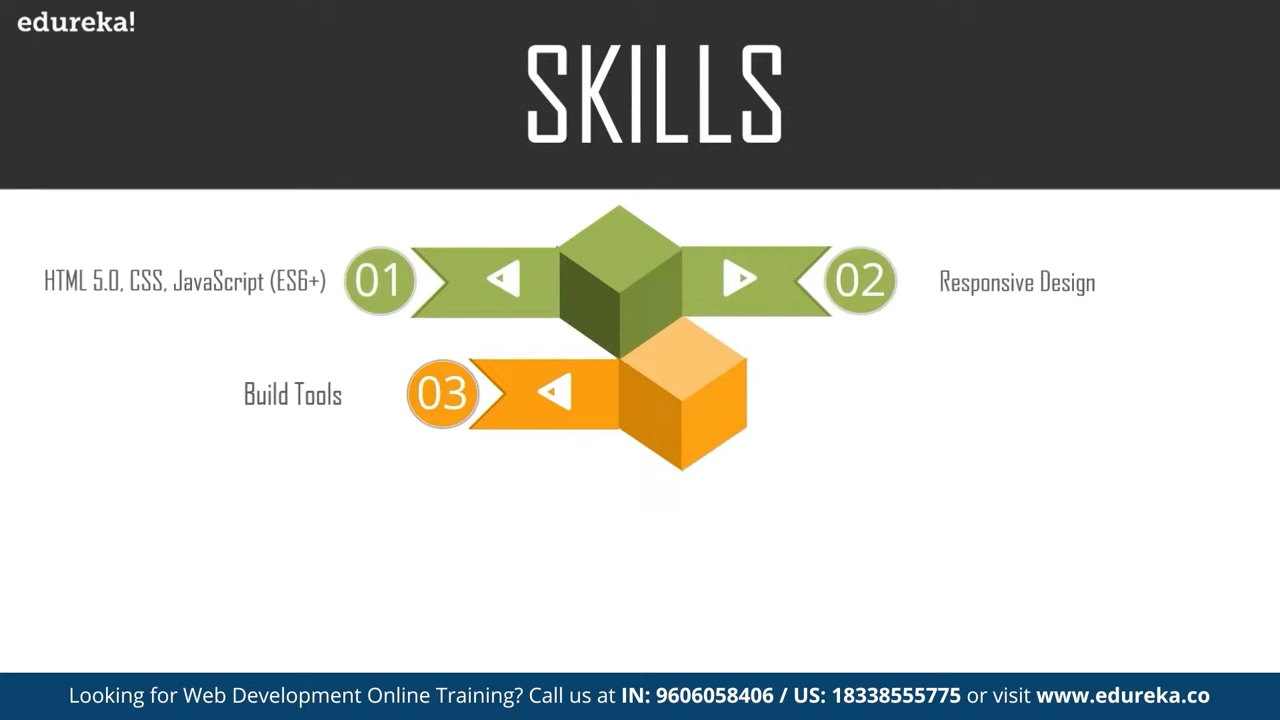 edureka!
SKILLS
HTML 5.0, CSS, JavaScript (ES6+)
01
02
Responsive Design
Build Tools
03
Looking for Web Development Online Training? Call us at IN: 9606058406 / US: 18338555775 or visit www.edureka.co